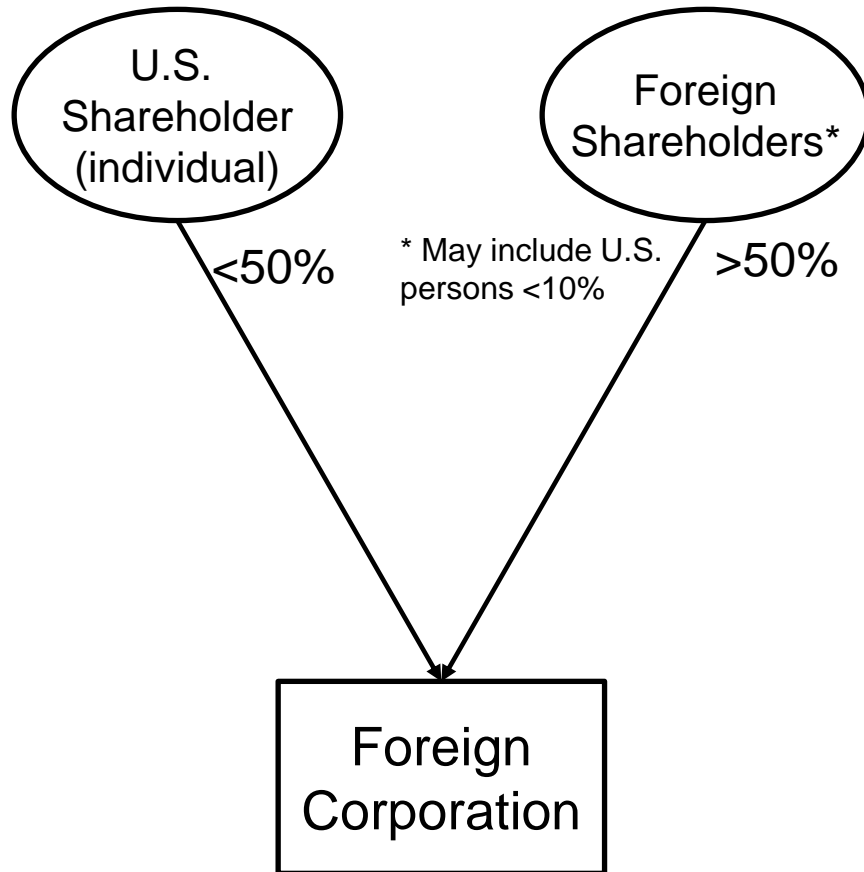 U.S.
Shareholder
(individual)
Foreign
Shareholders*
<50%
* May include U.S.
persons <10%
>50%
Foreign
Corporation